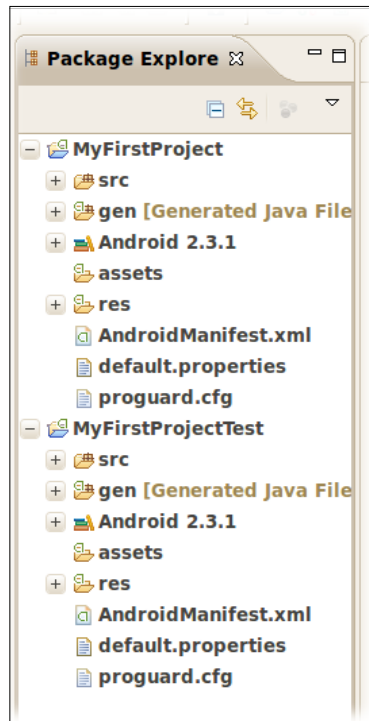 Package Explore
MyFirstProject
src
gen [Generated Java File
Android 2.3.1
assets
res
AndroidManifest.xml
default.properties
proguard.cfg
MyFirstProjectTest
src
gen [Generated Java File
Android 2.3.1
assets
res
AndroidManifest.xml
default.properties
proguard.cfg